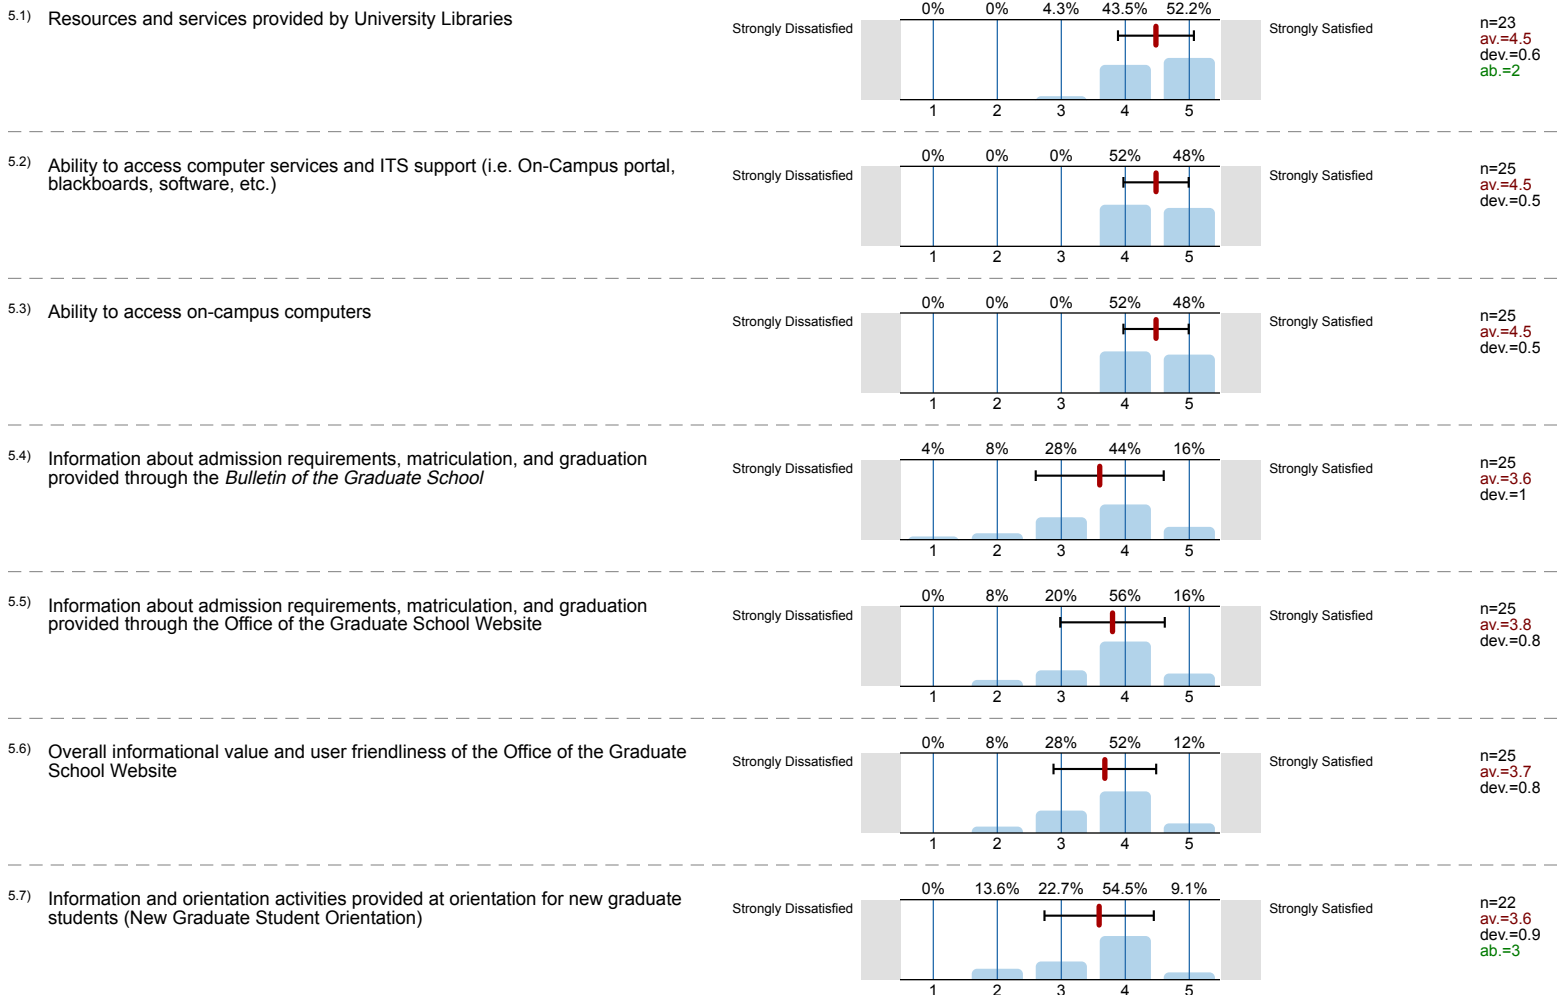 5.1) Resources and services provided by University Libraries
0% 0% 4.3% 43.5% 52.2%
Strongly Dissatisfied
Strongly Satisfied
n=23
av.=4.5
dev.=0.6
ab.=2
1 2 3 4 5
5.2) Ability to access computer services and ITS support (i.e. On-Campus portal,
blackboards, software, etc.)
0% 0% 0% 52% 48%
Strongly Dissatisfied
Strongly Satisfied
n=25
av.=4.5
dev.=0.5
1 2 3 4 5
5.3) Ability to access on-campus computers
0% 0% 0% 52% 48%
Strongly Dissatisfied
Strongly Satisfied
n=25
av.=4.5
dev.=0.5
1 2 3 4 5
5.4) Information about admission requirements, matriculation, and graduation
provided through the Bulletin of the Graduate School
4% 8% 28% 44% 16%
Strongly Dissatisfied
Strongly Satisfied
n=25
av.=3.6
dev.=1
1 2 3 4 5
5.5) Information about admission requirements, matriculation, and graduation
provided through the Office of the Graduate School Website
0% 8% 20% 56% 16%
Strongly Dissatisfied
Strongly Satisfied
n=25
av.=3.8
dev.=0.8
1 2 3 4 5
5.6) Overall informational value and user friendliness of the Office of the Graduate
School Website
0% 8% 28% 52% 12%
Strongly Dissatisfied
Strongly Satisfied
n=25
av.=3.7
dev.=0.8
1 2 3 4 5
5.7) Information and orientation activities provided at orientation for new graduate
students (New Graduate Student Orientation)
0% 13.6% 22.7% 54.5% 9.1%
Strongly Dissatisfied
Strongly Satisfied
n=22
av.=3.6
dev.=0.9
ab.=3
1 2 3 4 5